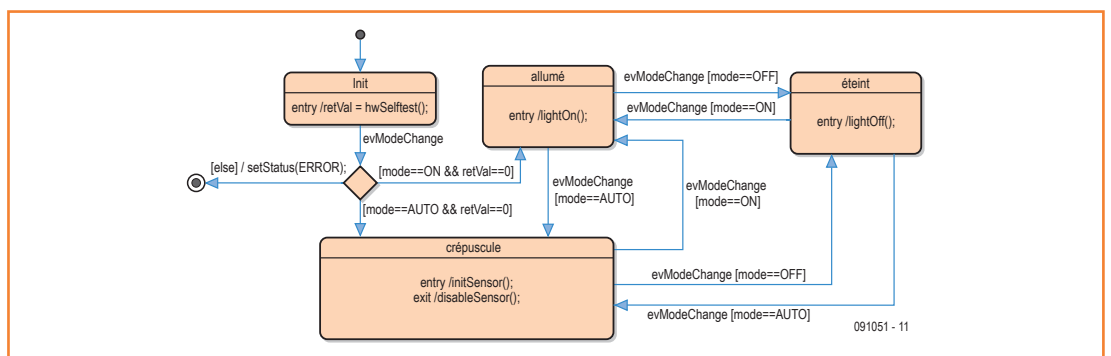 Init
entry /retVal = hwSelftest();
evModeChange
[else] / setStatus(ERROR);
[mode==ON && retVal==0]
[mode==AUTO && retVal==0]
allumé
entry /lightOn();
evModeChange [mode==OFF]
evModeChange [mode==ON]
éteint
entry /lightOff();
evModeChange
[mode==AUTO]
evModeChange
[mode==ON]
crépuscule
entry /initSensor();
exit /disableSensor();
evModeChange [mode==OFF]
evModeChange [mode==AUTO]
091051 - 11